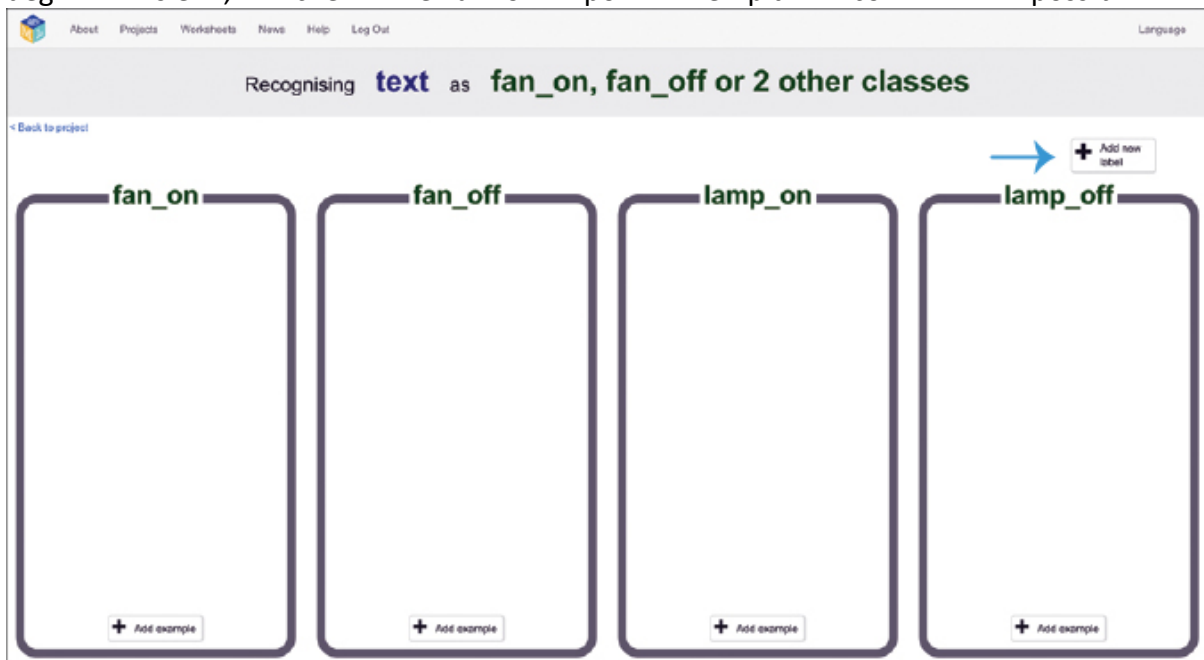 About Projects Worksheets News Help Log Out Language
Recognising text as fan_on, fan_off or 2 other classes
< Back to project
Add new
label
fan_on fan_off lamp_on lamp_off
Add example Add example Add example Add example